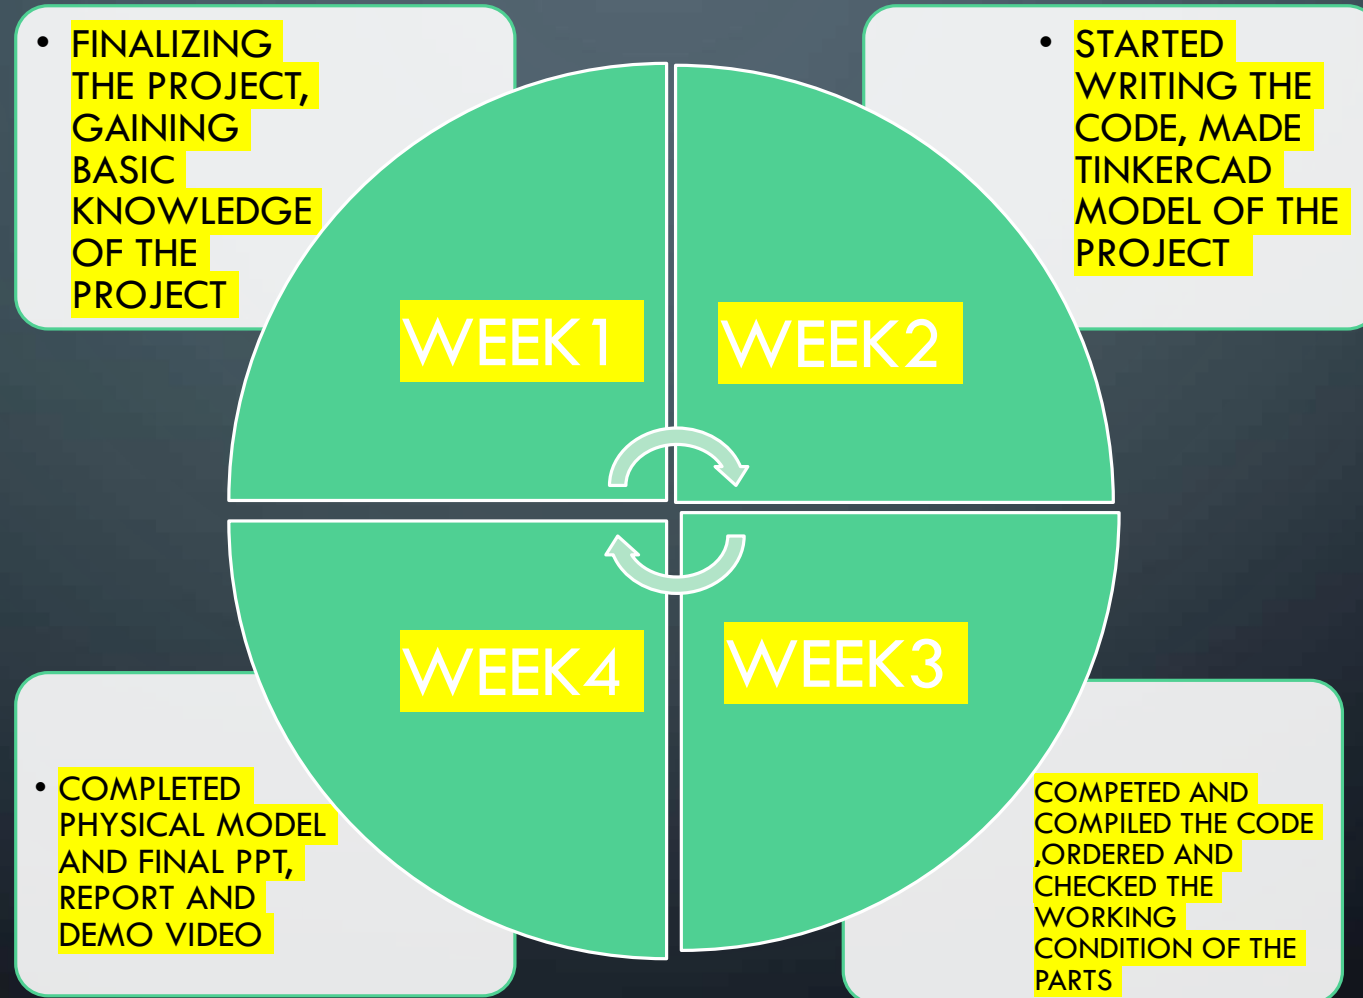 • FINALIZING
THE PROJECT,
GAINING
BASIC
KNOWLEDGE
OF THE
PROJECT
WEEK1
• STARTED
WRITING THE
CODE, MADE
TINKERCAD
MODEL OF THE
PROJECT
WEEK2
WEEK3
COMPETED AND
COMPILED THE CODE
,ORDERED AND
CHECKED THE
WORKING
CONDITION OF THE
PARTS
WEEK4
• COMPLETED
PHYSICAL MODEL
AND FINAL PPT,
REPORT AND
DEMO VIDEO